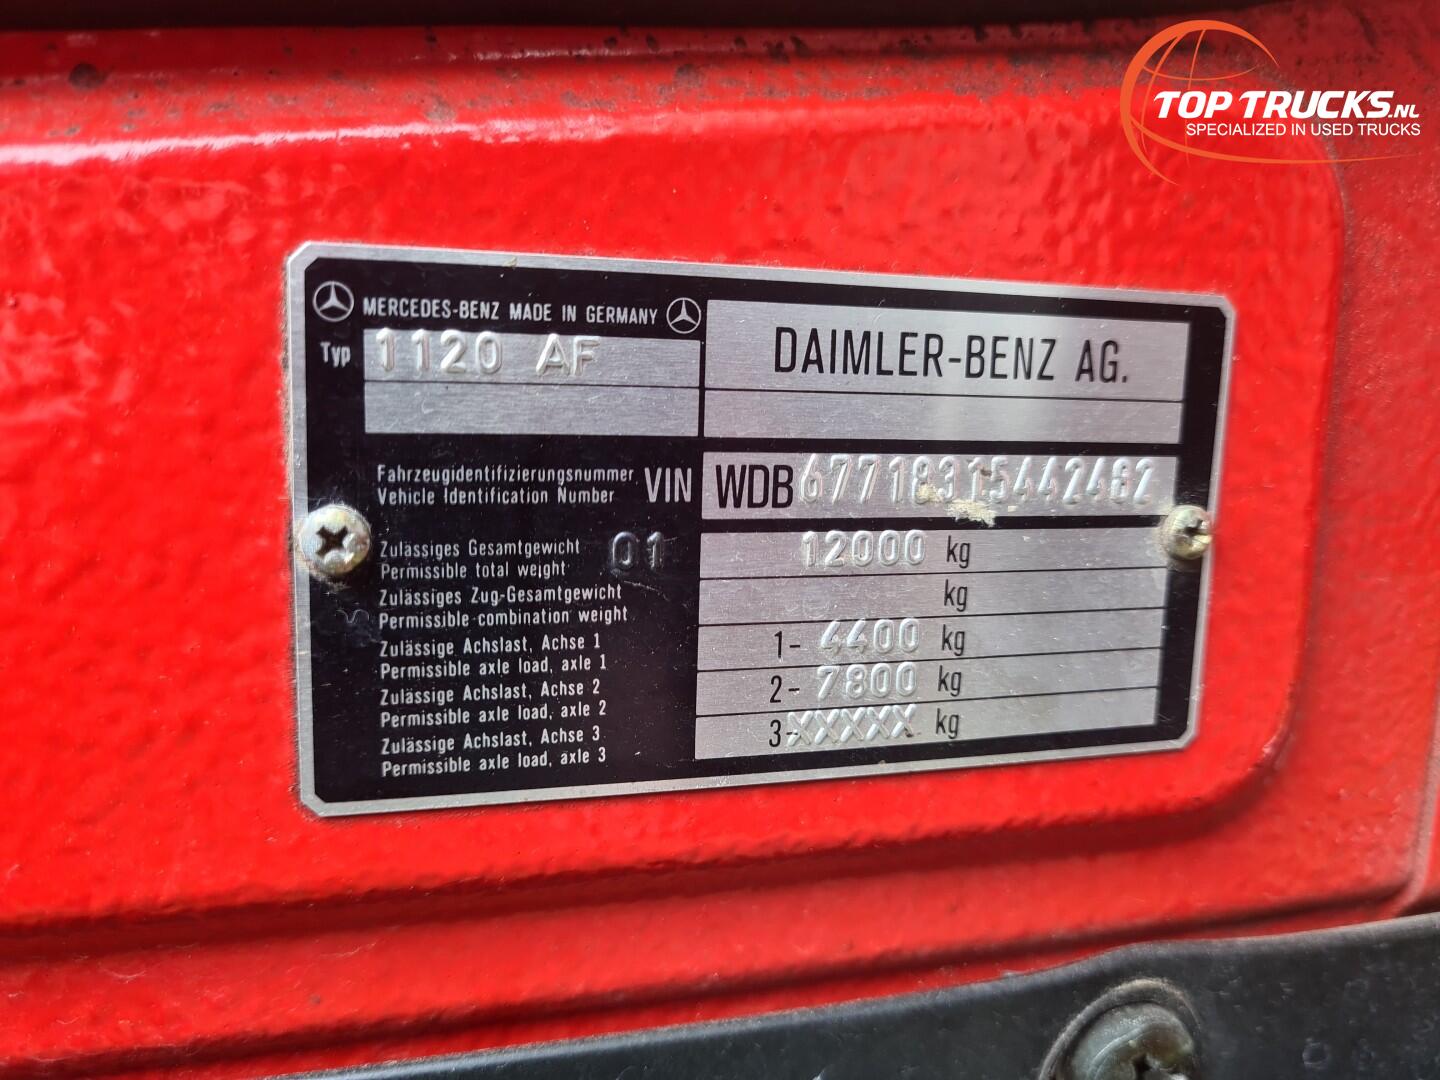 TOP TRUCKS.NL
SPECIALIZED IN USED TRUCKS
MERCEDES-BENZ MADE IN GERMANY
Typ 1120 AF
DAIMLER-BENZ AG.
Fahrzeugidentifizierungsnummer
Vehicle Identification Number
VIN WDB 67718315442482
Zulässiges Gesamtgewicht
Permissible total weight
01 12000 kg
Zulässiges Zug-Gesamtgewicht
Permissible combination weight
kg
Zulässige Achslast, Achse 1
Permissible axle load, axle 1
1- 4400 kg
Zulässige Achslast, Achse 2
Permissible axle load, axle 2
2- 7800 kg
Zulässige Achslast, Achse 3
Permissible axle load, axle 3
3- XXXXX kg